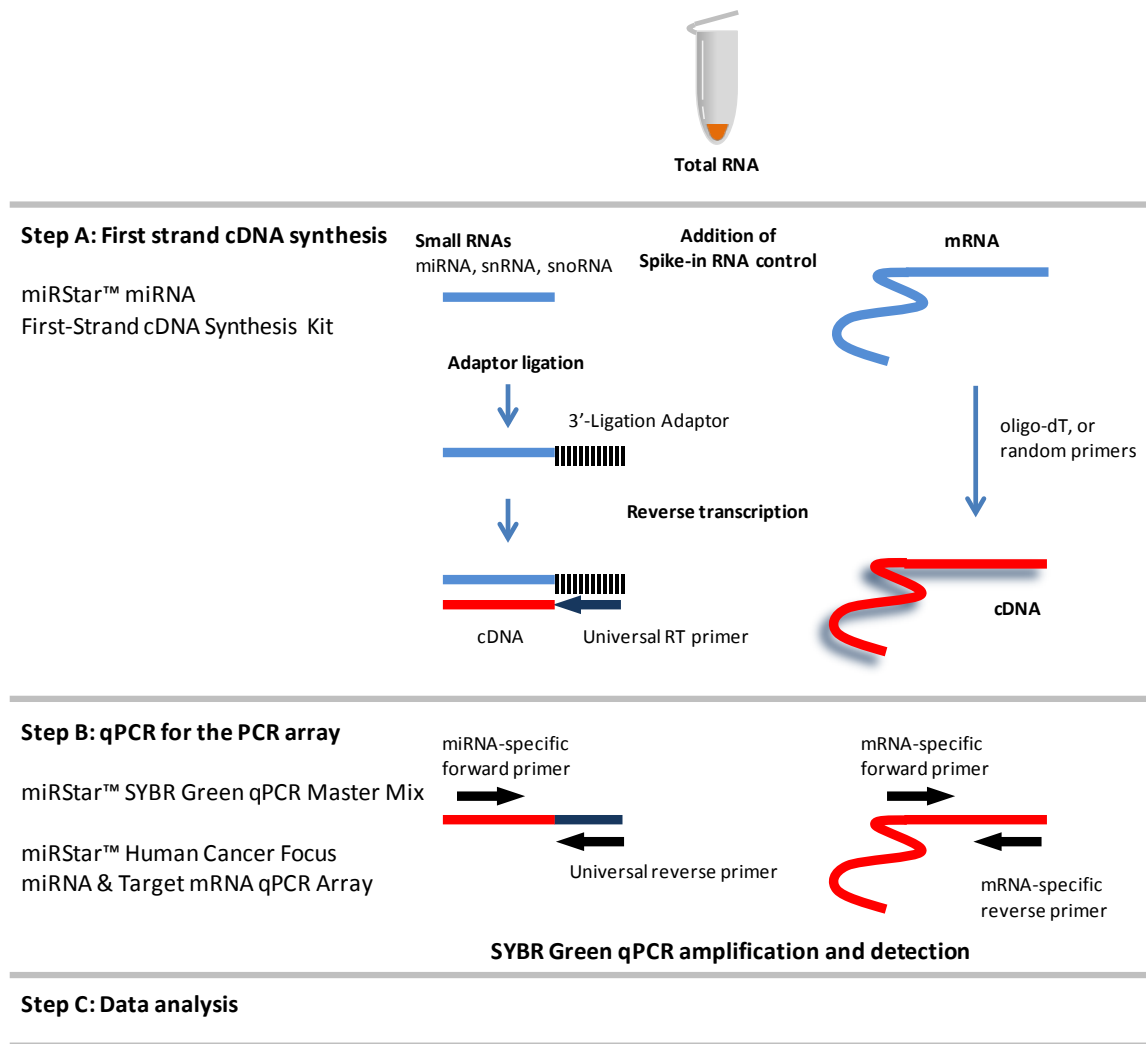 Total RNA
Step A: First strand cDNA synthesis
miRStar™ miRNA
First-Strand cDNA Synthesis Kit
Small RNAs
miRNA, snRNA, snoRNA
Addition of
Spike-in RNA control
mRNA
Adaptor ligation
3’-Ligation Adaptor
oligo-dT, or
random primers
Reverse transcription
cDNA
Universal RT primer
cDNA
Step B: qPCR for the PCR array
miRStar™ SYBR Green qPCR Master Mix
miRStar™ Human Cancer Focus
miRNA & Target mRNA qPCR Array
miRNA-specific
forward primer
Universal reverse primer
mRNA-specific
forward primer
mRNA-specific
reverse primer
SYBR Green qPCR amplification and detection
Step C: Data analysis